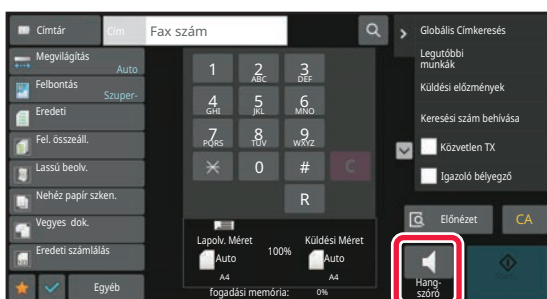 Címtár
Cím
Fax szám
Megvilágítás
Auto
Felbontás
Szuper-
Eredeti
Fel. összeáll.
Lassú beolv.
Nehéz papír szken.
Vegyes dok.
Eredeti számlálás
Egyéb
1
2
ABC
3
DEF
4
GHI
5
JKL
6
MNO
7
PQRS
8
TUV
9
WXYZ
0
#
C
R
Lapolv. Méret
100%
Küldési Méret
Auto
Auto
A4
A4
fogadási memória:
0%
Globális Címkeresés
Legutóbbi
munkák
Küldési előzmények
Keresési szám behívása
Közvetlen TX
Igazoló bélyegző
Előnézet
CA
Hang-
szóró